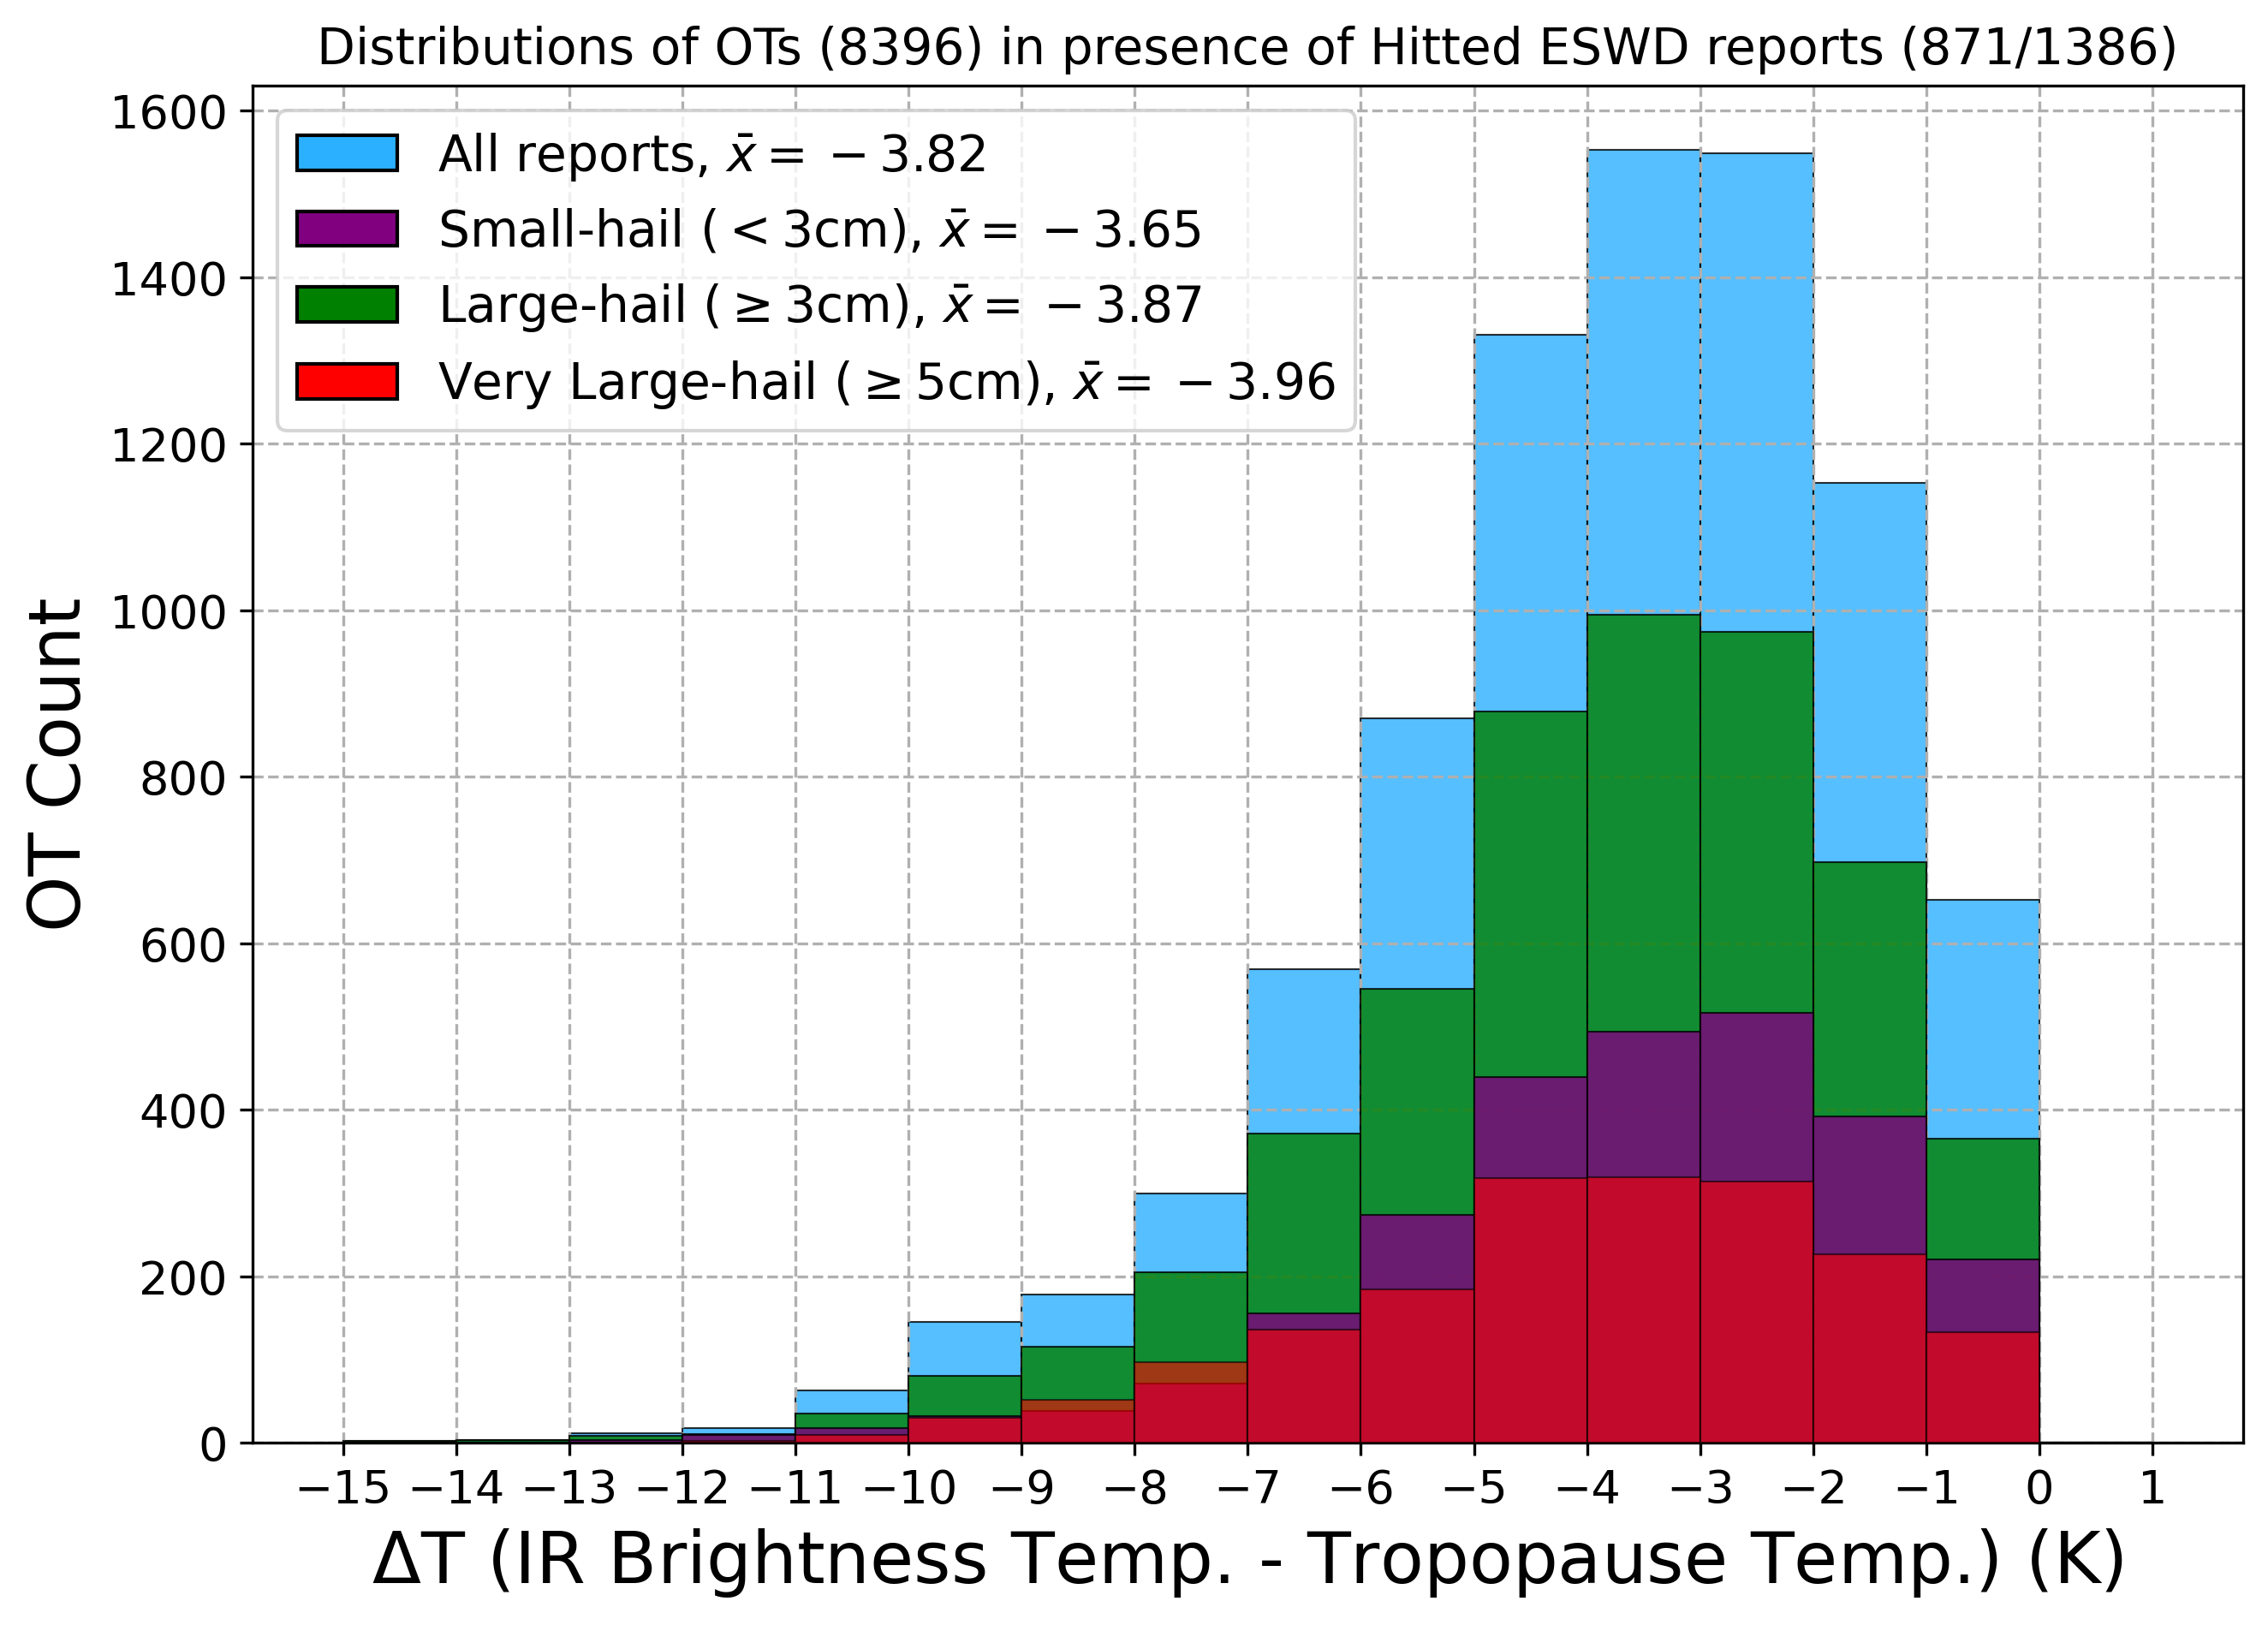 Distributions of OTs (8396) in presence of Hitted ESWD reports (871/1386)
All reports, x̄ = −3.82
Small-hail (<3cm), x̄ = −3.65
Large-hail (≥3cm), x̄ = −3.87
Very Large-hail (≥5cm), x̄ = −3.96
1600
1400
1200
1000
800
600
400
200
0
OT Count
−15 −14 −13 −12 −11 −10 −9 −8 −7 −6 −5 −4 −3 −2 −1 0 1
ΔT (IR Brightness Temp. - Tropopause Temp.) (K)